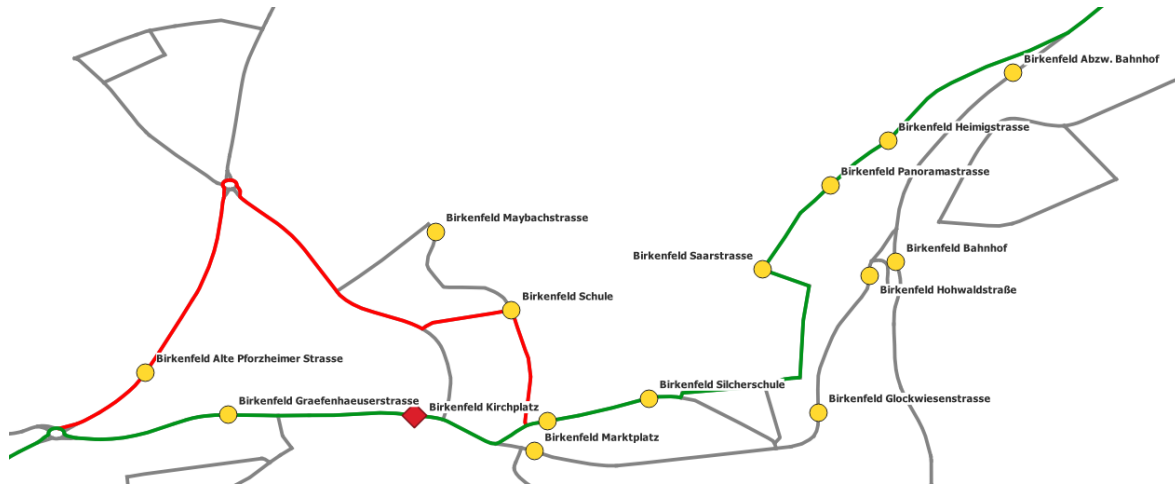 Birkenfeld Abzw. Bahnhof
Birkenfeld Heimigstrasse
Birkenfeld Panoramastrasse
Birkenfeld Maybachstrasse
Birkenfeld Saarstrasse
Birkenfeld Bahnhof
Birkenfeld Hohwaldstraße
Birkenfeld Schule
Birkenfeld Alte Pforzheimer Strasse
Birkenfeld Silcherschule
Birkenfeld Graefenhaeuserstrasse
Birkenfeld Kirchplatz
Birkenfeld Glockwiesenstrasse
Birkenfeld Marktplatz